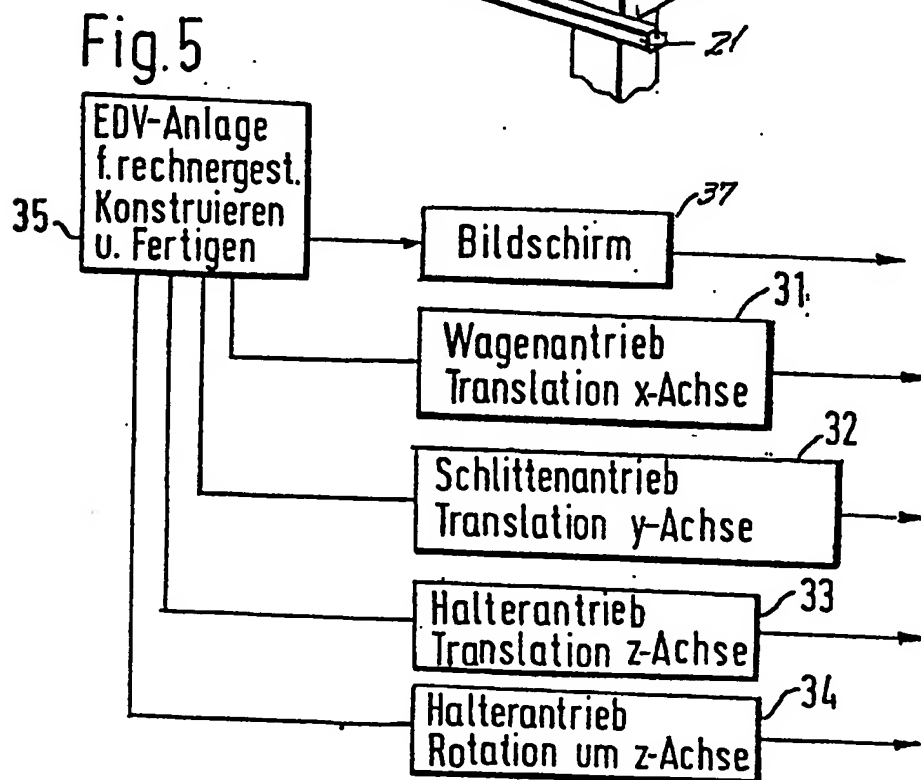 21
Fig.5
EDV-Anlage
f.rechnergest.
Konstruieren
u. Fertigen
35
37
Bildschirm
31
Wagenantrieb
Translation x-Achse
32
Schlittenantrieb
Translation y-Achse
33
Halterantrieb
Translation z-Achse
34
Halterantrieb
Rotation um z-Achse